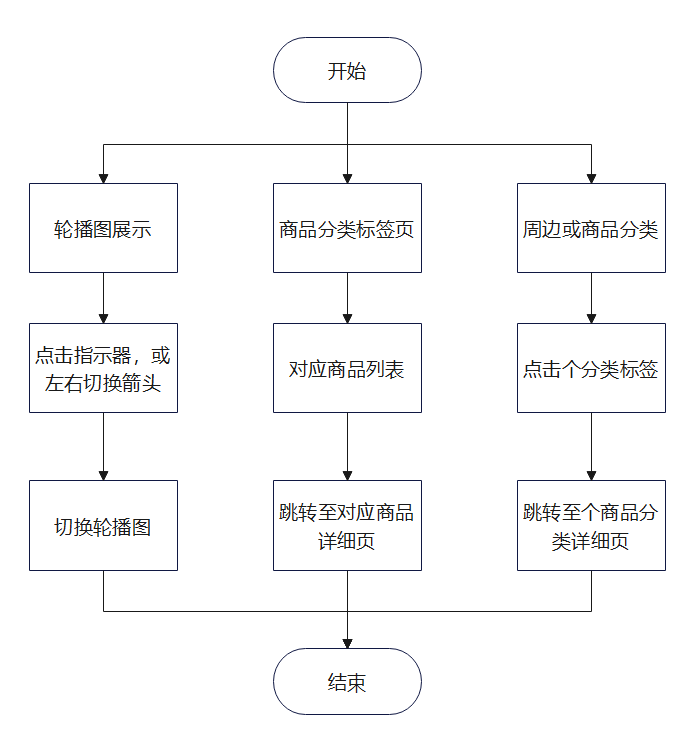 开始
轮播图展示
商品分类标签页
周边或商品分类
点击指示器，或
左右切换箭头
对应商品列表
点击个分类标签
切换轮播图
跳转至对应商品
详细页
跳转至个商品分
类详细页
结束